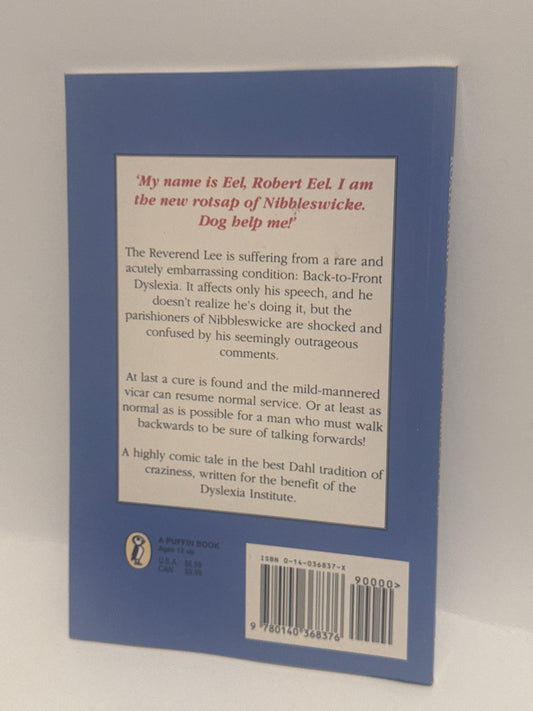 ‘My name is Eel, Robert Eel. I am
the new rotsap of Nibbleswicke.
Dog help me!’
The Reverend Lee is suffering from a rare and
acutely embarrassing condition: Back-to-Front
Dyslexia. It affects only his speech, and he
doesn't realize he's doing it, but the
parishioners of Nibbleswicke are shocked and
confused by his seemingly outrageous
comments.
At last a cure is found and the mild-mannered
vicar can resume normal service. Or at least as
normal as is possible for a man who must walk
backwards to be sure of talking forwards!
A highly comic tale in the best Dahl tradition of
craziness, written for the benefit of the
Dyslexia Institute.
A PUFFIN BOOK
Ages 12 up
U.S.A.
CAN
ISBN 0-14-036837-X
90000>
9 780140 368376